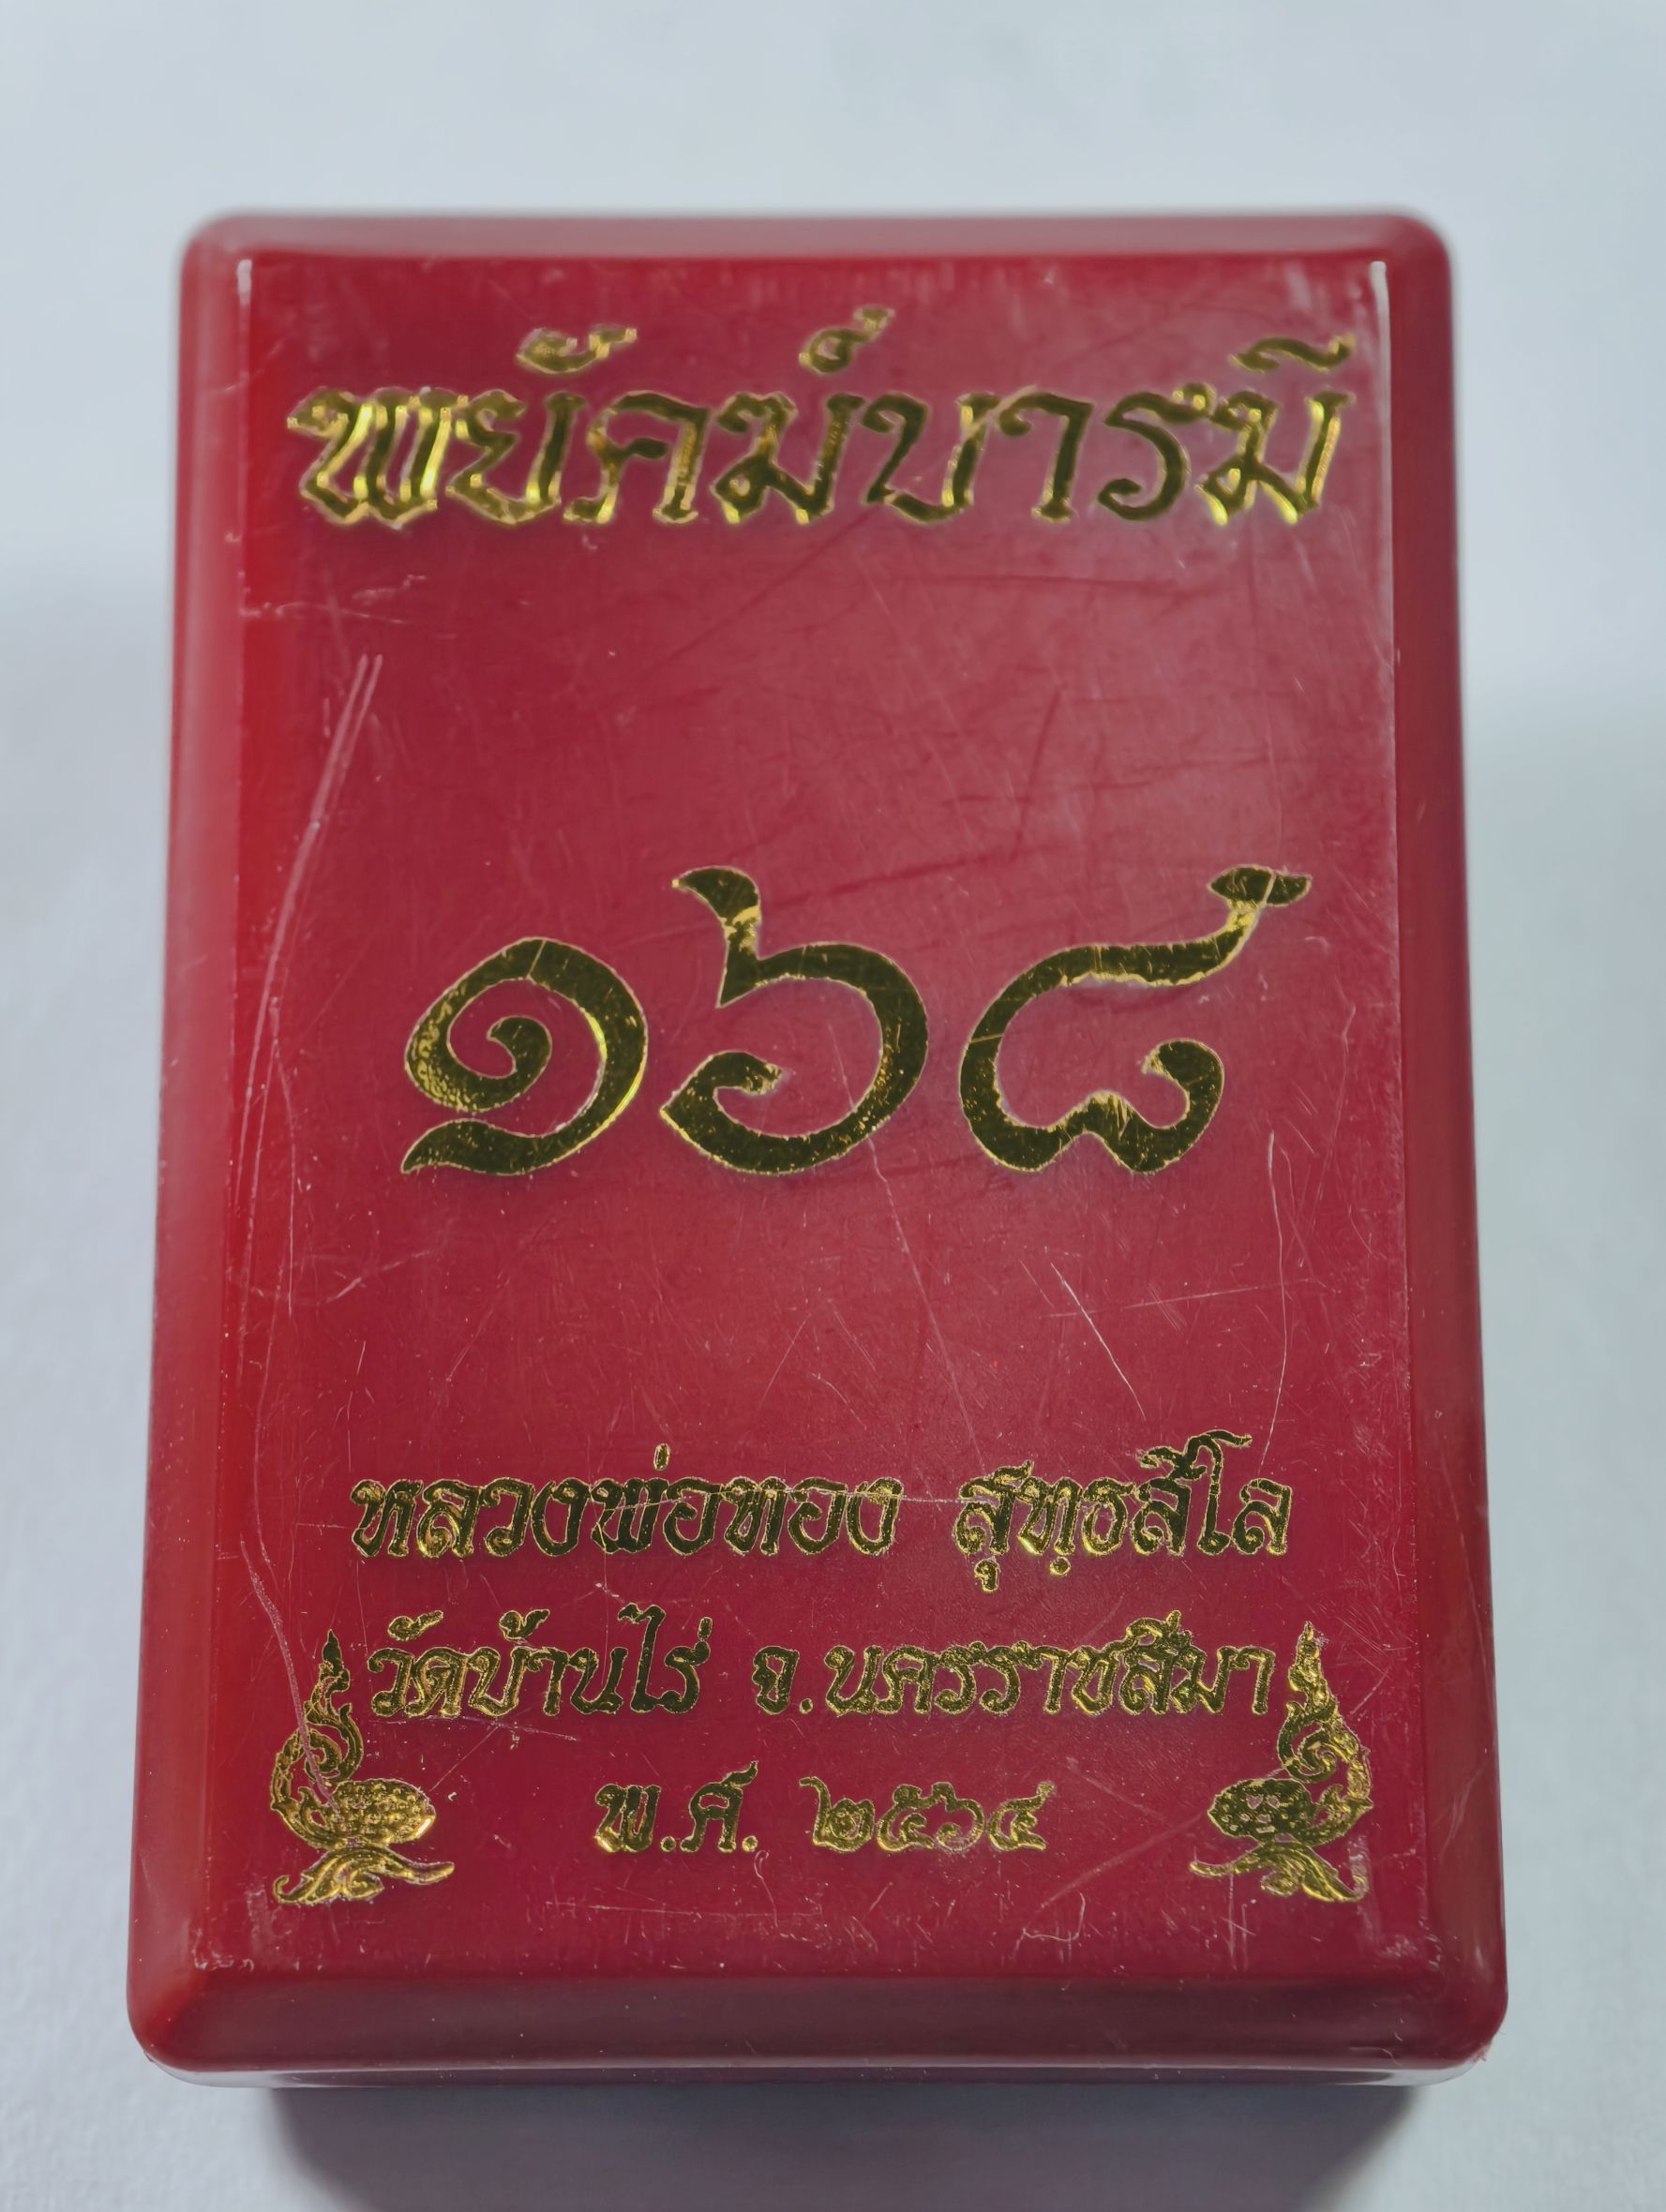 พยัคฆ์บารมี
๑๖๘
หลวงพ่อทอง สุทฺธสีโล
วัดบ้านไร่ จ.นครราชสีมา
พ.ศ. ๒๕๖๔